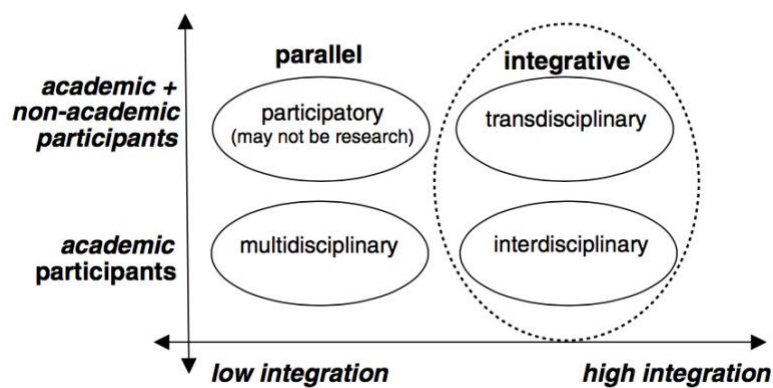 parallel
integrative
academic +
non-academic
participants
participatory
(may not be research)
transdisciplinary
academic
participants
multidisciplinary
interdisciplinary
low integration
high integration